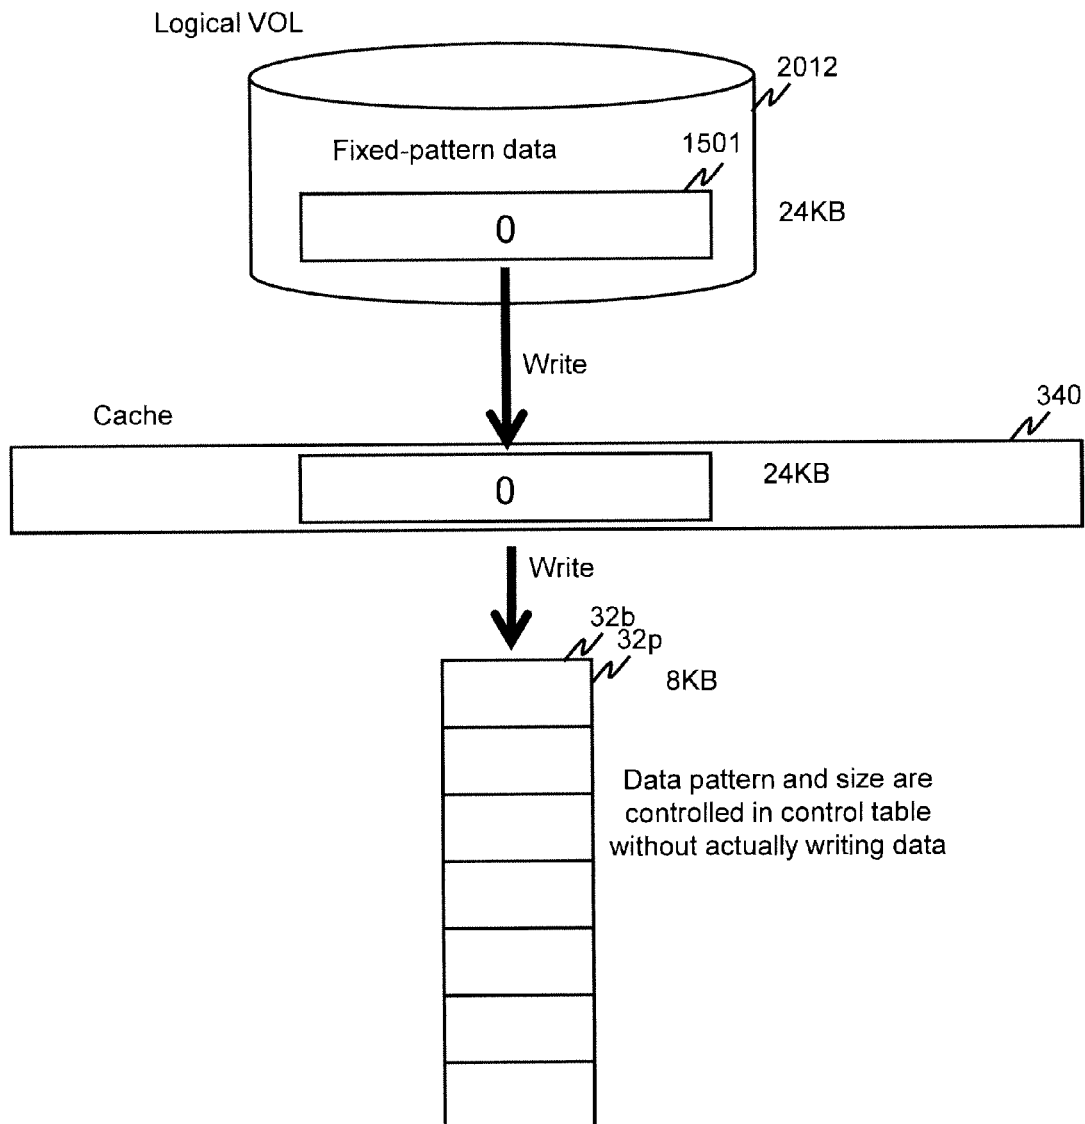 Logical VOL
2012
Fixed-pattern data
1501
0
24KB
Write
Cache
340
0
24KB
Write
32b
32p
8KB
Data pattern and size are
controlled in control table
without actually writing data